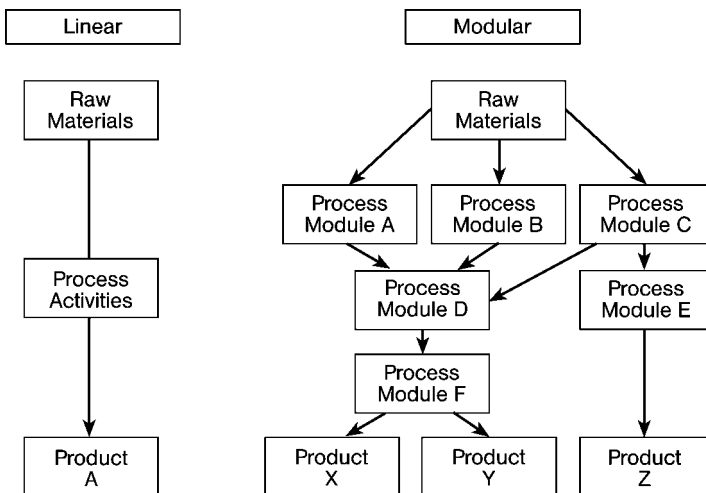 Linear
Modular
Raw
Materials
Raw
Materials
Process
Module A
Process
Module B
Process
Module C
Process
Activities
Process
Module D
Process
Module E
Process
Module F
Product
A
Product
X
Product
Y
Product
Z